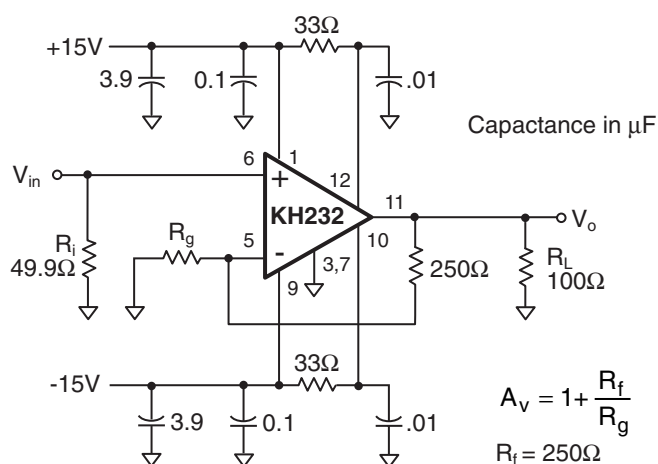 33Ω
+15V
3.9
0.1
.01
Capactance in μF
V_in
6
1
+
12
KH232
11
V_o
R_i
49.9Ω
R_g
5
-
10
3,7
9
250Ω
R_L
100Ω
33Ω
-15V
3.9
0.1
.01
A_v = 1+ R_f/R_g
R_f = 250Ω